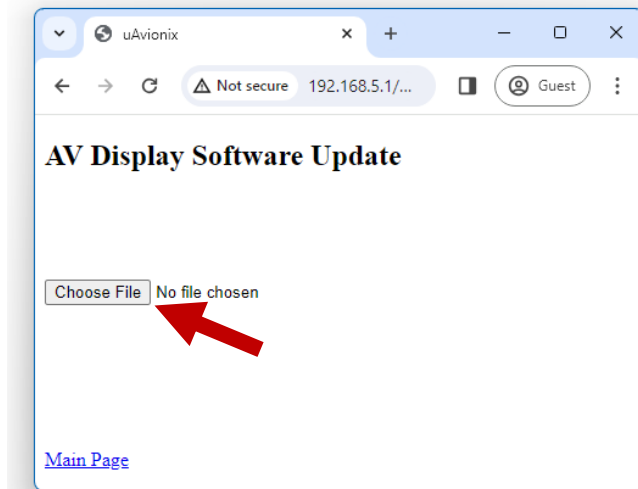 uAvionix
Not secure 192.168.5.1/... Guest
AV Display Software Update
Choose File No file chosen
Main Page